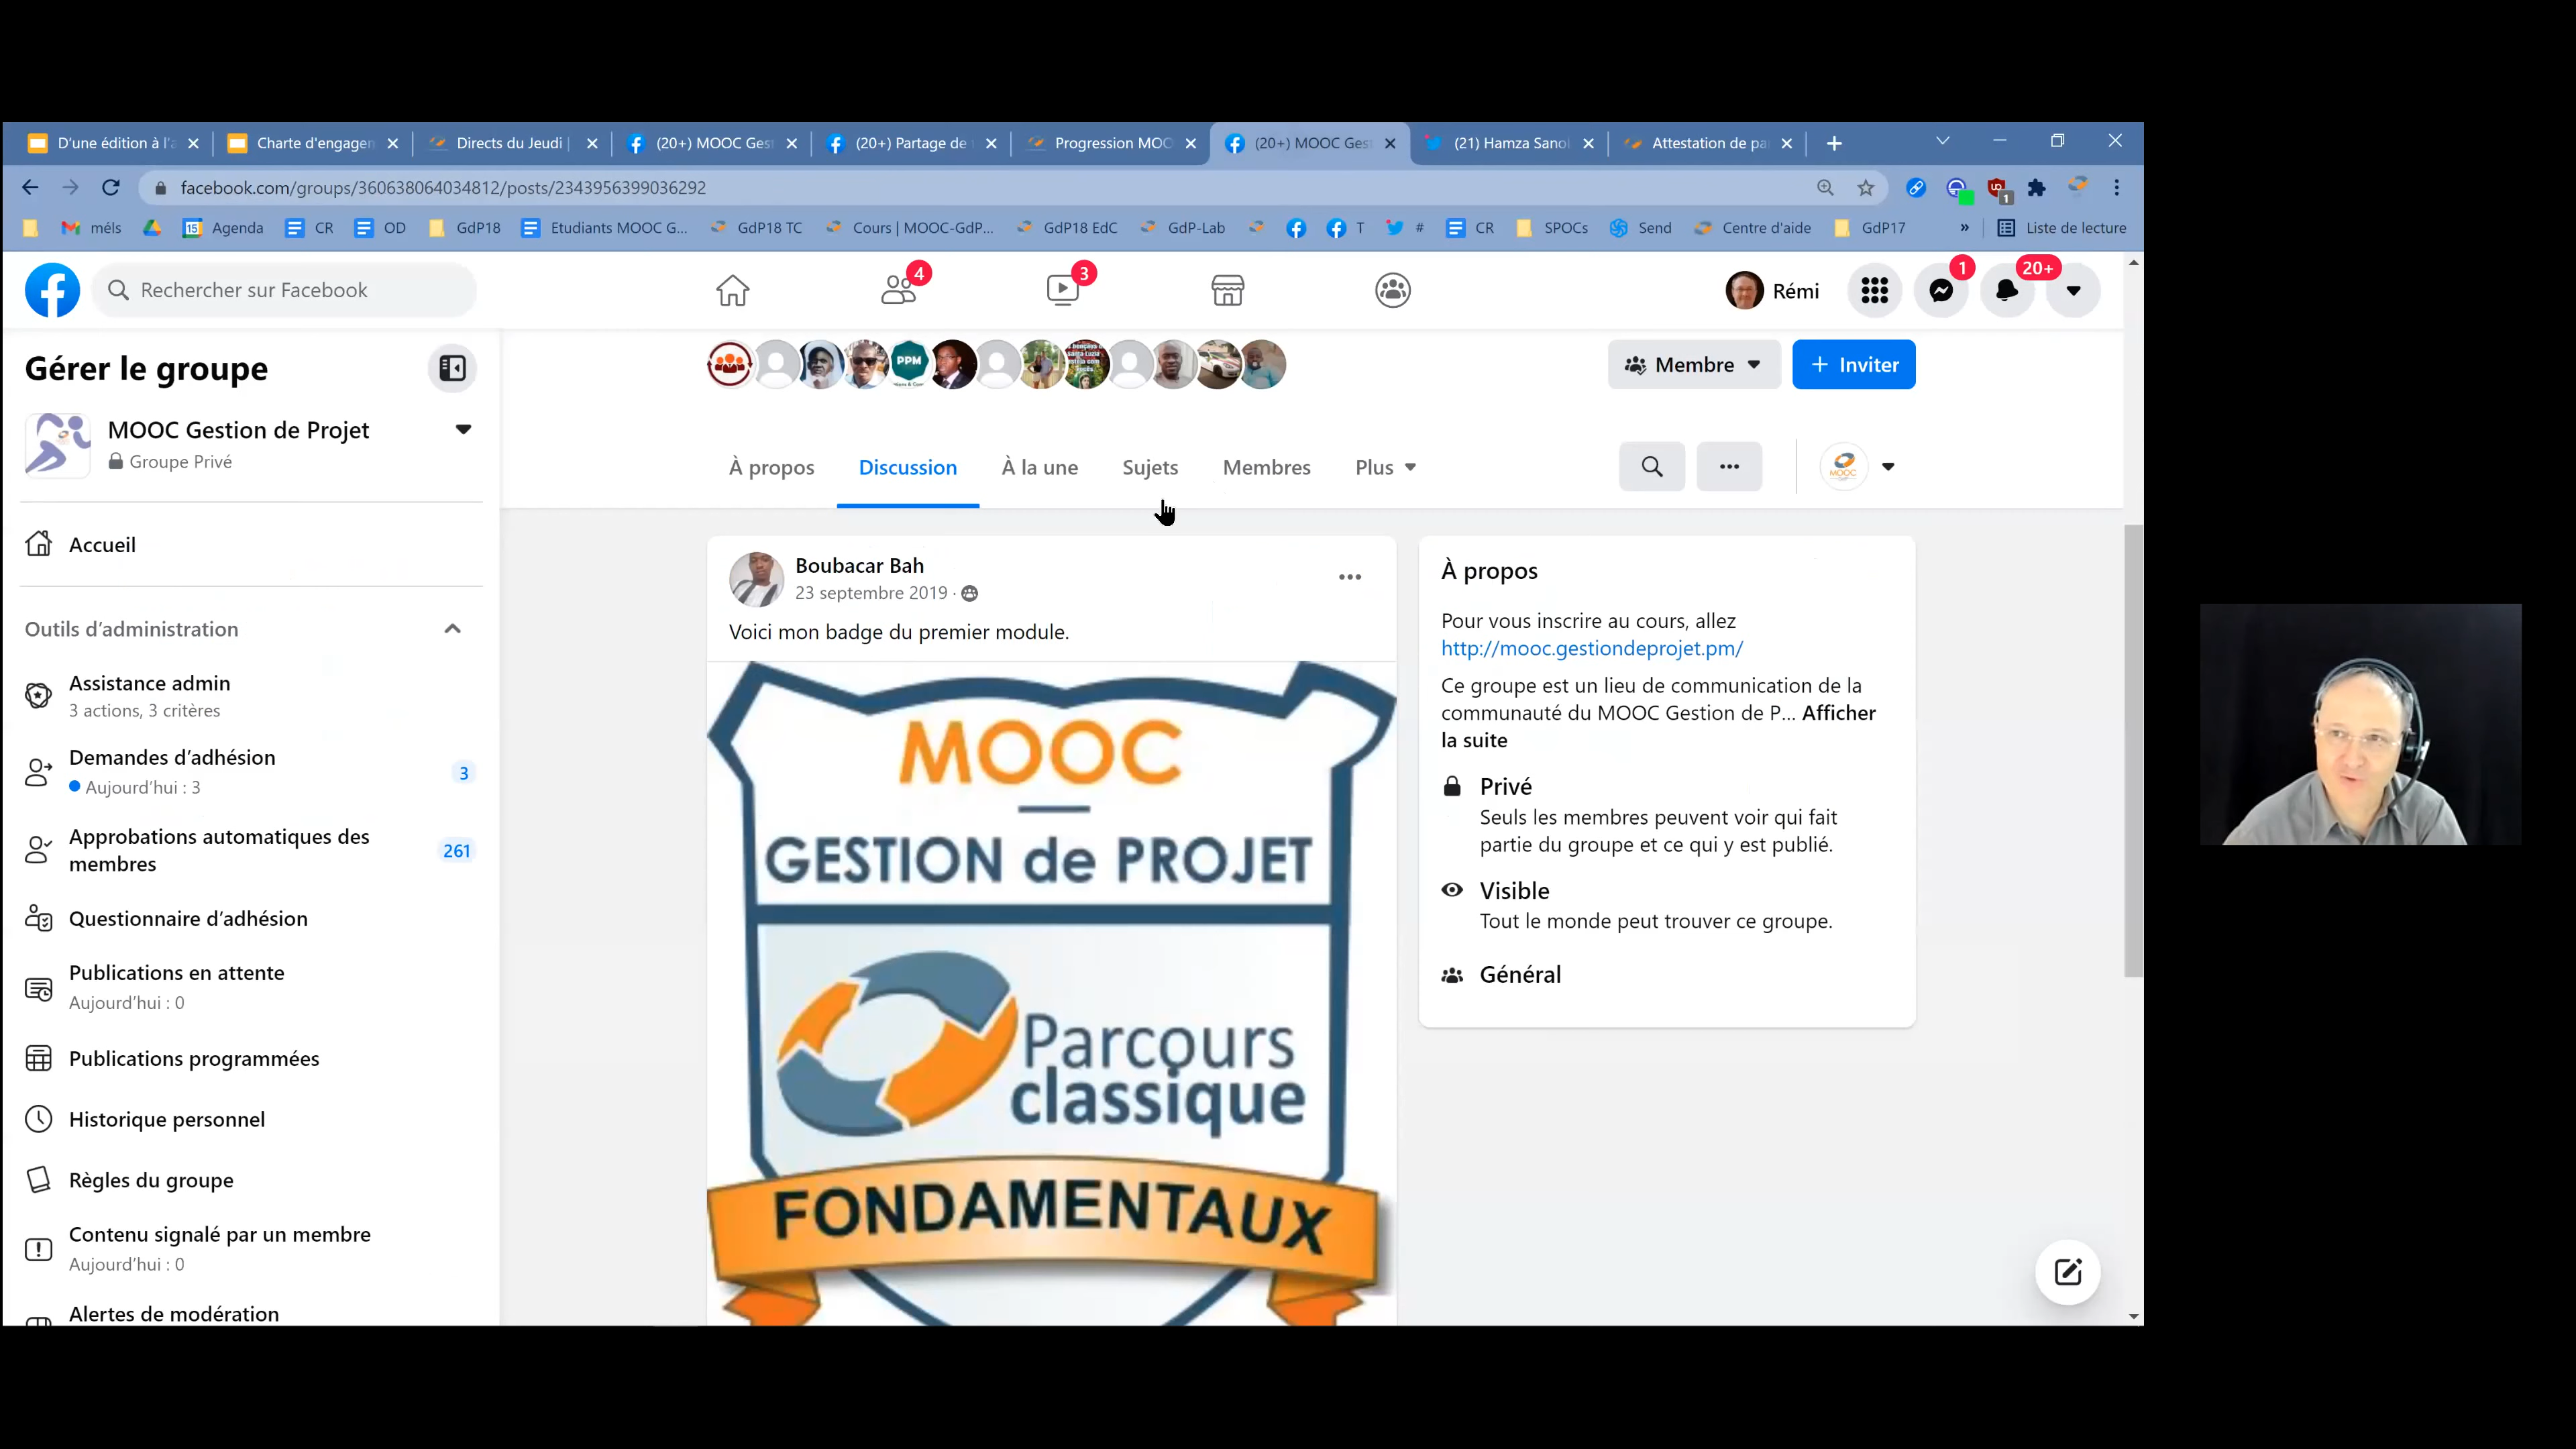 D'une édition à l'a
Charte d'engagen
Directs du Jeudi |
(20+) MOOC Gest
(20+) Partage de
Progression MOO
(20+) MOOC Gest
(21) Hamza Sanol
Attestation de pa
facebook.com/groups/360638064034812/posts/2343956399036292
méls
15
Agenda
CR
OD
GdP18
Etudiants MOOC G...
GdP18 TC
Cours | MOOC-GdP...
GdP18 EdC
GdP-Lab
T
#
CR
SPOCs
Send
Centre d'aide
GdP17
»
Liste de lecture
Rechercher sur Facebook
4
3
Rémi
1
20+
Gérer le groupe
MOOC Gestion de Projet
Groupe Privé
Accueil
Outils d'administration
Assistance admin
3 actions, 3 critères
Demandes d'adhésion
Aujourd'hui : 3
3
Approbations automatiques des
membres
261
Questionnaire d'adhésion
Publications en attente
Aujourd'hui : 0
Publications programmées
Historique personnel
Règles du groupe
Contenu signalé par un membre
Aujourd'hui : 0
Alertes de modération
PPM
Membre
+ Inviter
À propos
Discussion
À la une
Sujets
Membres
Plus
MOOC
Boubacar Bah
23 septembre 2019 ·
Voici mon badge du premier module.
MOOC
GESTION de PROJET
Parcours
classique
FONDAMENTAUX
À propos
Pour vous inscrire au cours, allez
http://mooc.gestiondeprojet.pm/
Ce groupe est un lieu de communication de la
communauté du MOOC Gestion de P... Afficher
la suite
Privé
Seuls les membres peuvent voir qui fait
partie du groupe et ce qui y est publié.
Visible
Tout le monde peut trouver ce groupe.
Général